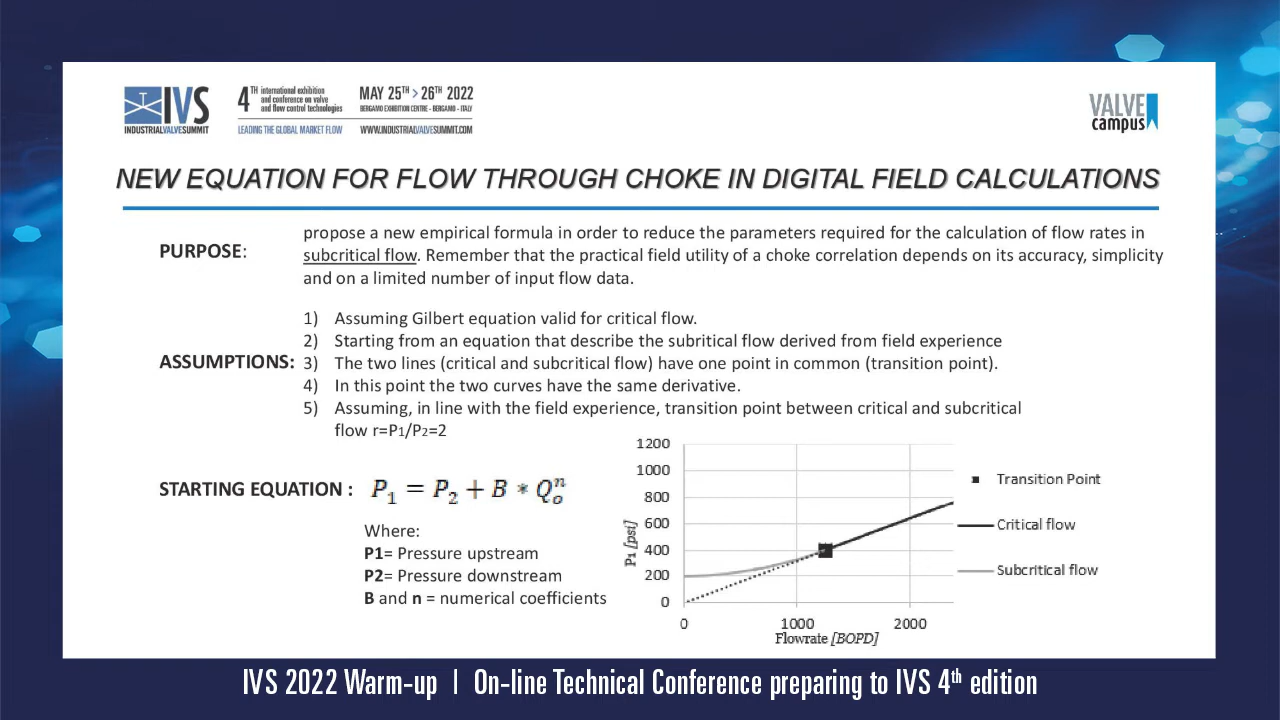 IVS
INDUSTRIALVALVESUMMIT
4TH international exhibition
and conference on valve
and flow control technologies
LEADING THE GLOBAL MARKET FLOW
MAY 25TH > 26TH 2022
BERGAMO EXHIBITION CENTRE - BERGAMO - ITALY
WWW.INDUSTRIALVALVESUMMIT.COM
VALVE
campus
NEW EQUATION FOR FLOW THROUGH CHOKE IN DIGITAL FIELD CALCULATIONS
PURPOSE:
propose a new empirical formula in order to reduce the parameters required for the calculation of flow rates in
subcritical flow. Remember that the practical field utility of a choke correlation depends on its accuracy, simplicity
and on a limited number of input flow data.
ASSUMPTIONS:
1) Assuming Gilbert equation valid for critical flow.
2) Starting from an equation that describe the subritical flow derived from field experience
3) The two lines (critical and subcritical flow) have one point in common (transition point).
4) In this point the two curves have the same derivative.
5) Assuming, in line with the field experience, transition point between critical and subcritical
flow r=P1/P2=2
STARTING EQUATION : P₁ = P₂ + B * Qₒⁿ
Where:
P1= Pressure upstream
P2= Pressure downstream
B and n = numerical coefficients
P1 [psi]
1200
1000
800
600
400
200
0
0 1000 2000
Flowrate [BOPD]
Transition Point
Critical flow
Subcritical flow
IVS 2022 Warm-up | On-line Technical Conference preparing to IVS 4th edition